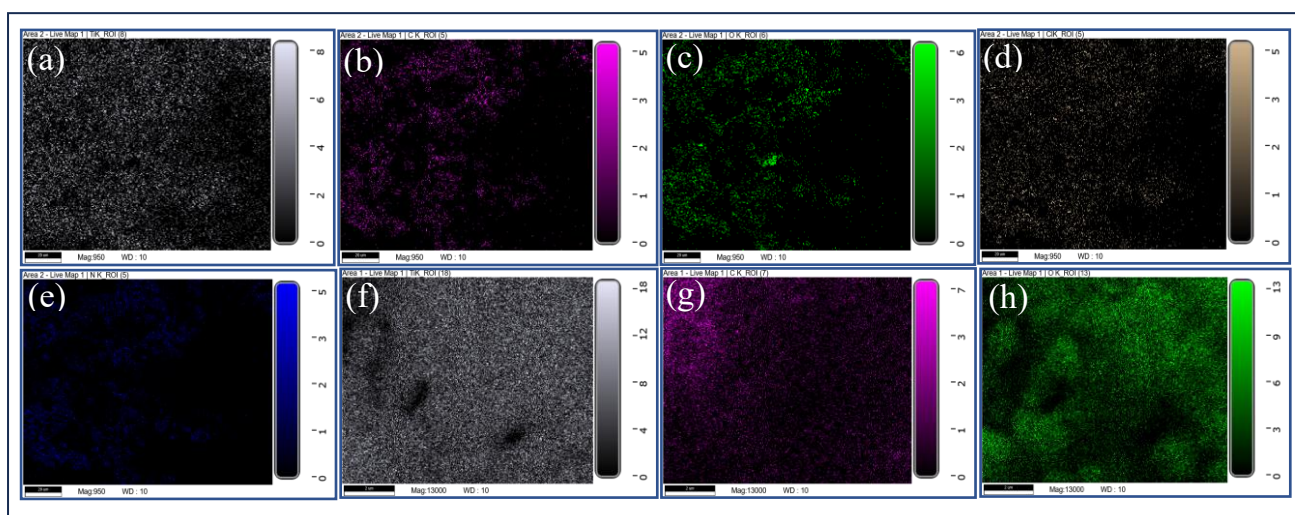 Area 2 - Live Map 1 | TiK_ROI (8)
(a)
8
6
4
2
0
Mag:950 WD : 10
Area 2 - Live Map 1 | C K_ROI (5)
(b)
5
3
2
1
0
Mag:950 WD : 10
Area 2 - Live Map 1 | O K_ROI (6)
(c)
6
3
2
1
0
Mag:950 WD : 10
Area 2 - Live Map 1 | ClK_ROI (5)
(d)
5
3
2
1
0
Mag:950 WD : 10
Area 2 - Live Map 1 | N K_ROI (5)
(e)
5
3
2
1
0
Mag:950 WD : 10
Area 1 - Live Map 1 | TiK_ROI (18)
(f)
18
12
8
4
0
2 um
Mag:13000 WD : 10
Area 1 - Live Map 1 | C K_ROI (7)
(g)
7
3
2
1
0
2 um
Mag:13000 WD : 10
Area 1 - Live Map 1 | O K_ROI (13)
(h)
13
9
6
3
0
Mag:13000 WD : 10